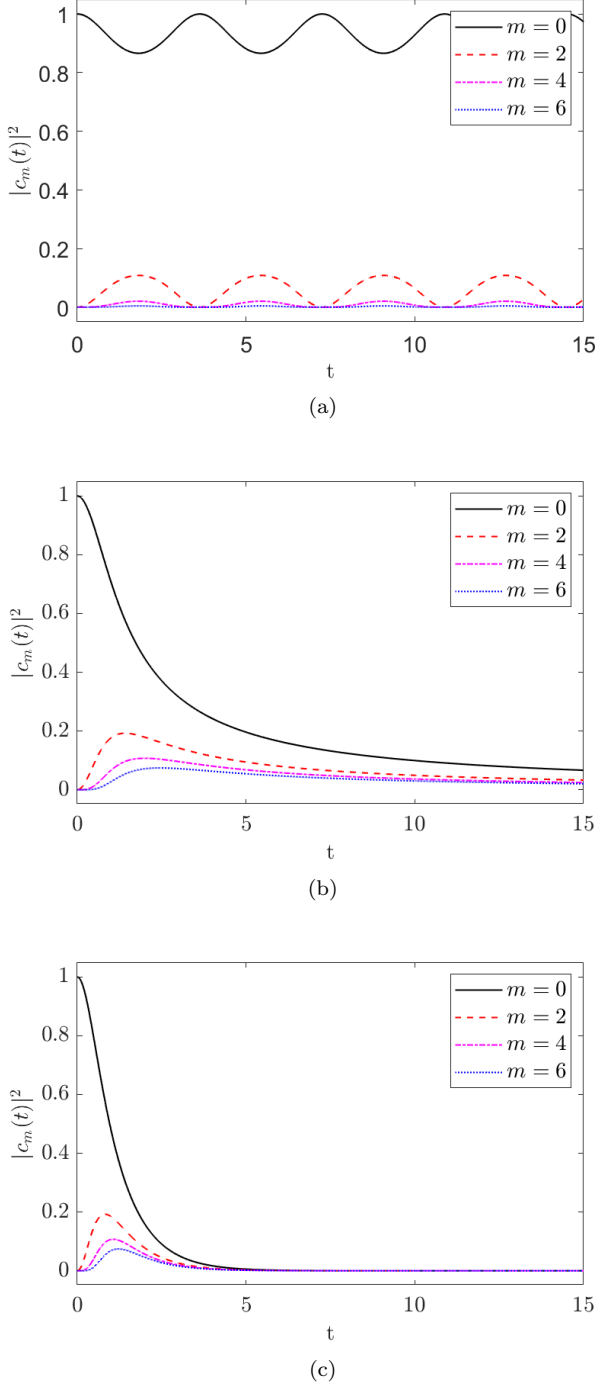 1
0.8
0.6
0.4
0.2
0
|c_m(t)|^2
m = 0
m = 2
m = 4
m = 6
0 5 10 15
t
(a)
1
0.8
0.6
0.4
0.2
0
|c_m(t)|^2
m = 0
m = 2
m = 4
m = 6
0 5 10 15
t
(b)
1
0.8
0.6
0.4
0.2
0
|c_m(t)|^2
m = 0
m = 2
m = 4
m = 6
0 5 10 15
t
(c)